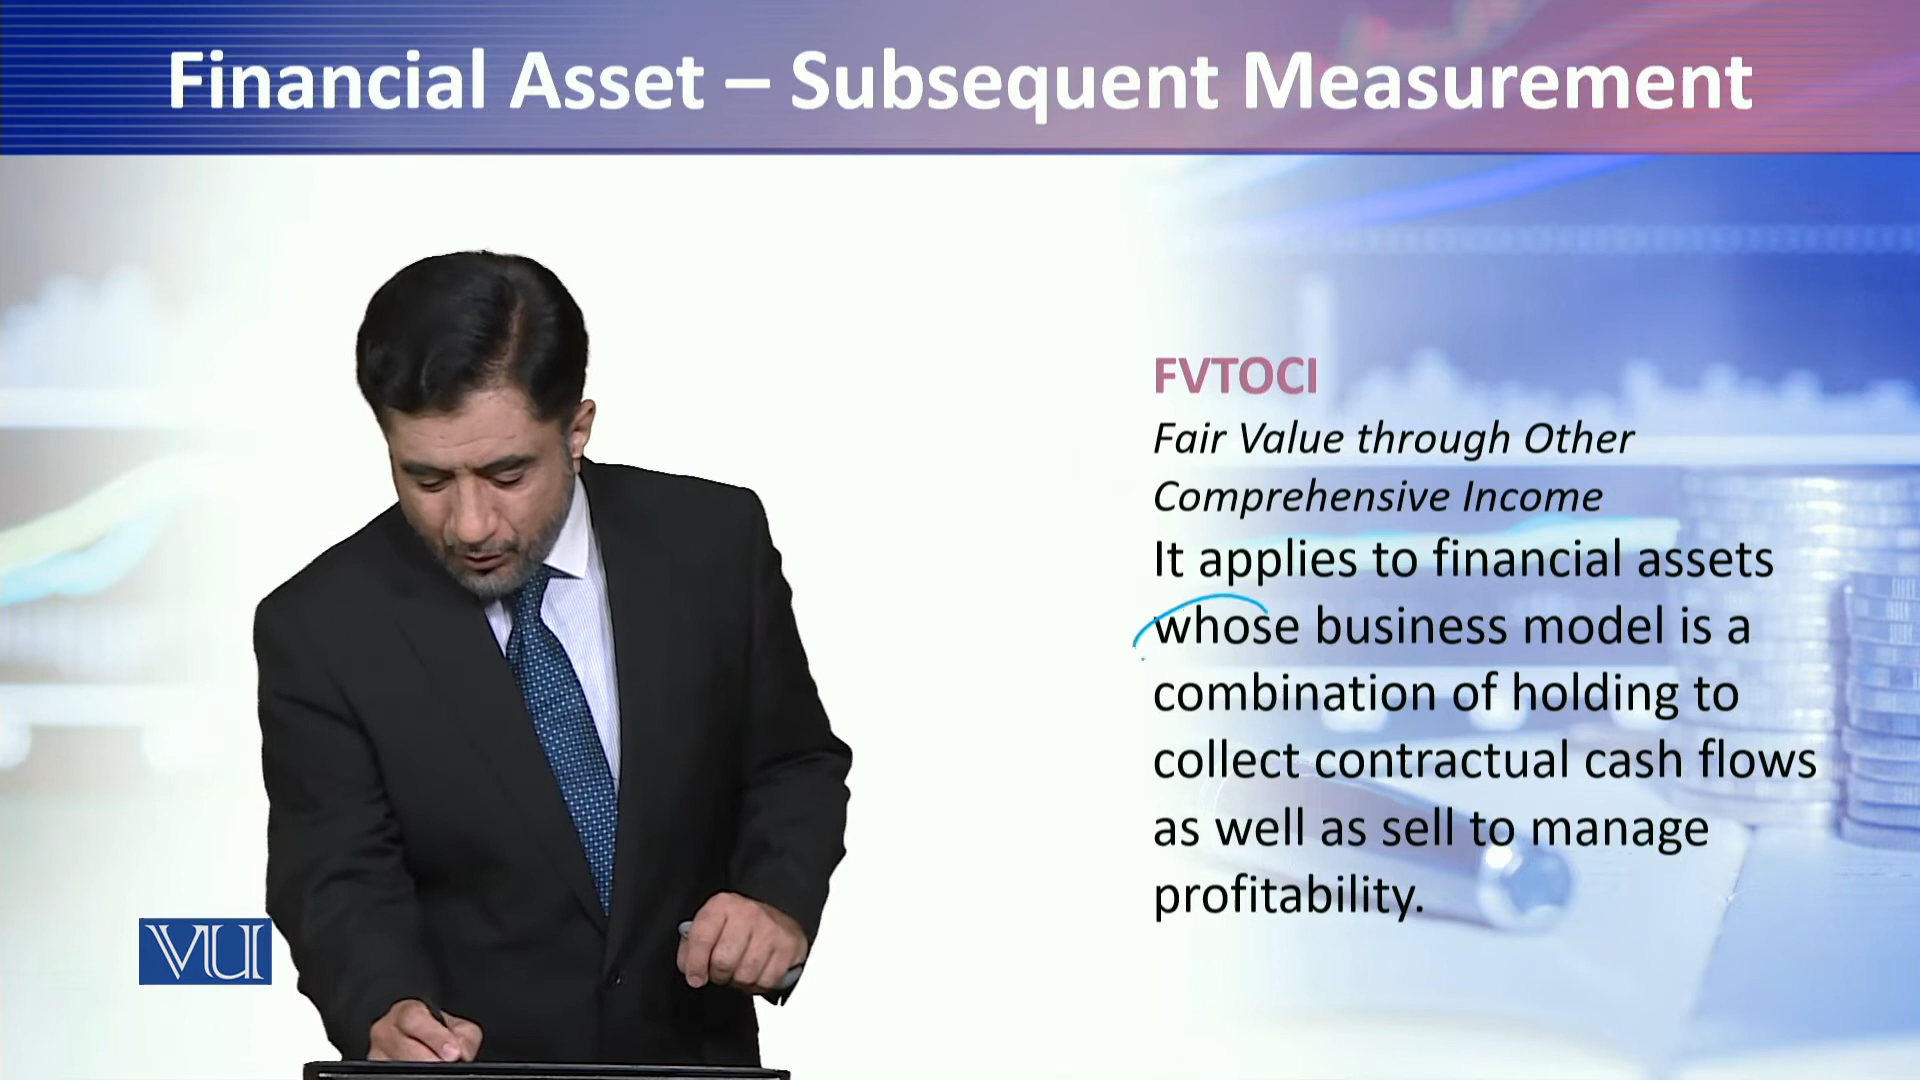 Financial Asset – Subsequent Measurement
FVTOCI
Fair Value through Other
Comprehensive Income
It applies to financial assets
whose business model is a
combination of holding to
collect contractual cash flows
as well as sell to manage
profitability.
VU